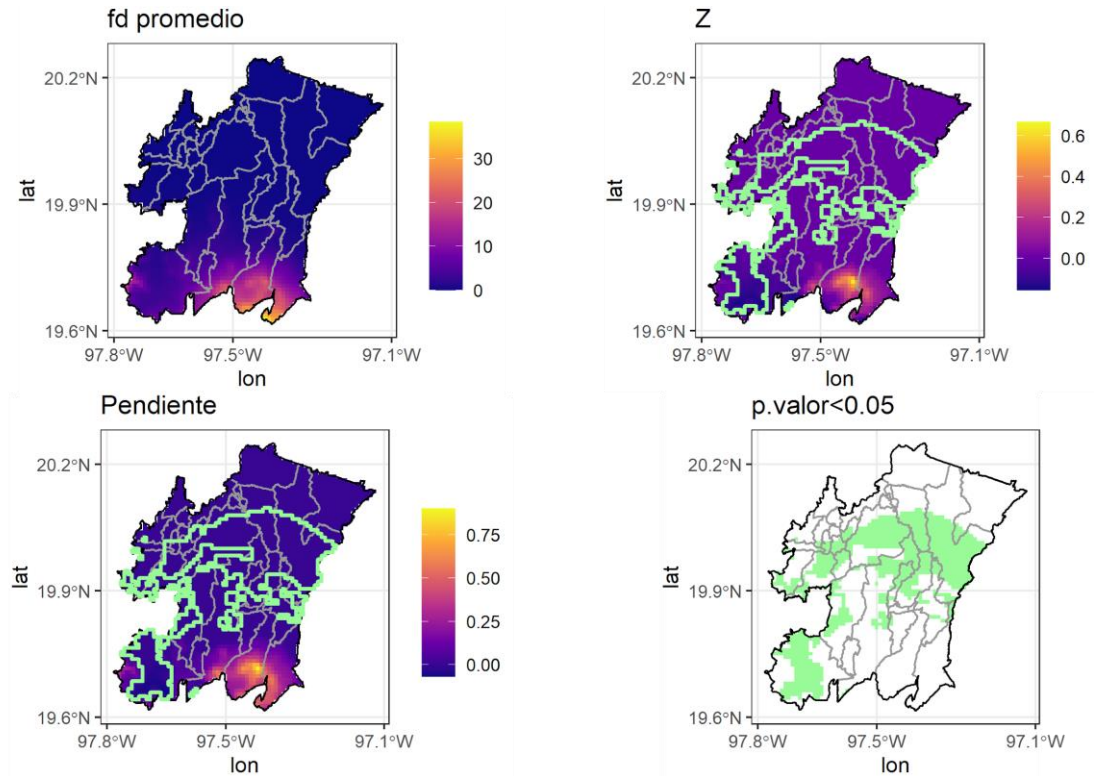 fd promedio
20.2°N
19.9°N
19.6°N
lat
97.8°W
97.5°W
97.1°W
lon
30
20
10
0
Z
20.2°N
19.9°N
19.6°N
lat
97.8°W
97.5°W
97.1°W
lon
0.6
0.4
0.2
0.0
Pendiente
20.2°N
19.9°N
19.6°N
lat
97.8°W
97.5°W
97.1°W
lon
0.75
0.50
0.25
0.00
p.valor<0.05
20.2°N
19.9°N
19.6°N
lat
97.8°W
97.5°W
97.1°W
lon